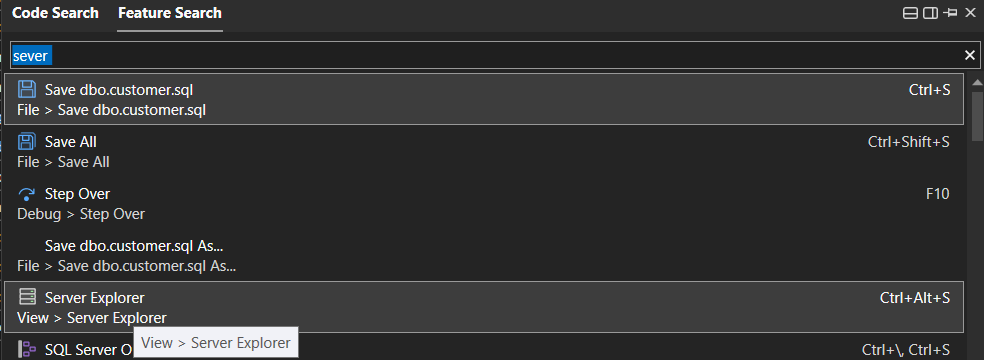 Code Search Feature Search
sever
Save dbo.customer.sql Ctrl+S
File > Save dbo.customer.sql
Save All Ctrl+Shift+S
File > Save All
Step Over F10
Debug > Step Over
Save dbo.customer.sql As...
File > Save dbo.customer.sql As...
Server Explorer Ctrl+Alt+S
View > Server Explorer
View > Server Explorer
SQL Server O Ctrl+\, Ctrl+S